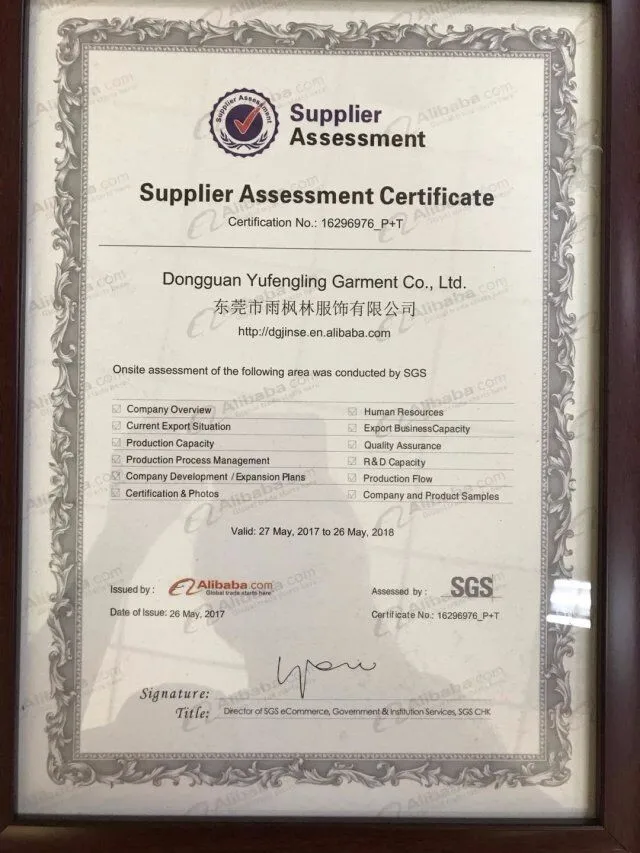 Supplier Assessment
Supplier
Assessment
Supplier Assessment Certificate
Certification No.: 16296976_P+T
Dongguan Yufengling Garment Co., Ltd.
东莞市雨枫林服饰有限公司
http://dgjinse.en.alibaba.com
Onsite assessment of the following area was conducted by SGS
Company Overview
Human Resources
Current Export Situation
Export BusinessCapacity
Production Capacity
Quality Assurance
Production Process Management
R&D Capacity
Company Development / Expansion Plans
Production Flow
Certification & Photos
Company and Product Samples
Valid: 27 May, 2017 to 26 May, 2018
Issued by :
Alibaba.com
Global trade starts here
Assessed by :
SGS
Date of Issue: 26 May, 2017
Certificate No.: 16296976_P+T
Signature:
Title:
Director of SGS eCommerce, Government & Institution Services, SGS CHK